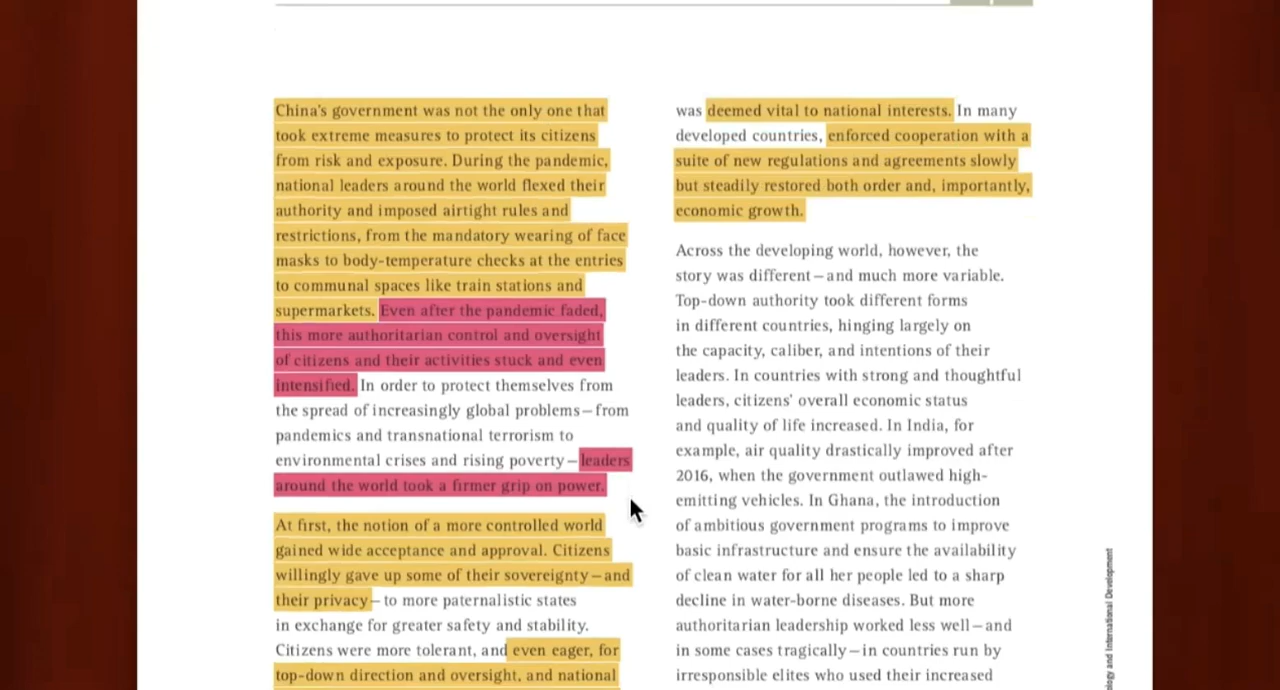 China's government was not the only one that
took extreme measures to protect its citizens
from risk and exposure. During the pandemic,
national leaders around the world flexed their
authority and imposed airtight rules and
restrictions, from the mandatory wearing of face
masks to body-temperature checks at the entries
to communal spaces like train stations and
supermarkets. Even after the pandemic faded,
this more authoritarian control and oversight
of citizens and their activities stuck and even
intensified. In order to protect themselves from
the spread of increasingly global problems—from
pandemics and transnational terrorism to
environmental crises and rising poverty—leaders
around the world took a firmer grip on power.
At first, the notion of a more controlled world
gained wide acceptance and approval. Citizens
willingly gave up some of their sovereignty—and
their privacy—to more paternalistic states
in exchange for greater safety and stability.
Citizens were more tolerant, and even eager, for
top-down direction and oversight, and national
was deemed vital to national interests. In many
developed countries, enforced cooperation with a
suite of new regulations and agreements slowly
but steadily restored both order and, importantly,
economic growth.
Across the developing world, however, the
story was different—and much more variable.
Top-down authority took different forms
in different countries, hinging largely on
the capacity, caliber, and intentions of their
leaders. In countries with strong and thoughtful
leaders, citizens' overall economic status
and quality of life increased. In India, for
example, air quality drastically improved after
2016, when the government outlawed high-
emitting vehicles. In Ghana, the introduction
of ambitious government programs to improve
basic infrastructure and ensure the availability
of clean water for all her people led to a sharp
decline in water-borne diseases. But more
authoritarian leadership worked less well—and
in some cases tragically—in countries run by
irresponsible elites who used their increased
and International Development